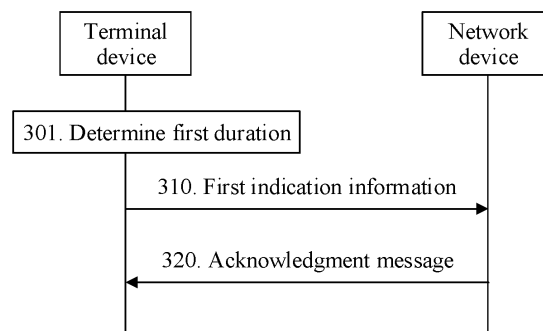 Terminal
device
Network
device
301. Determine first duration
310. First indication information
320. Acknowledgment message